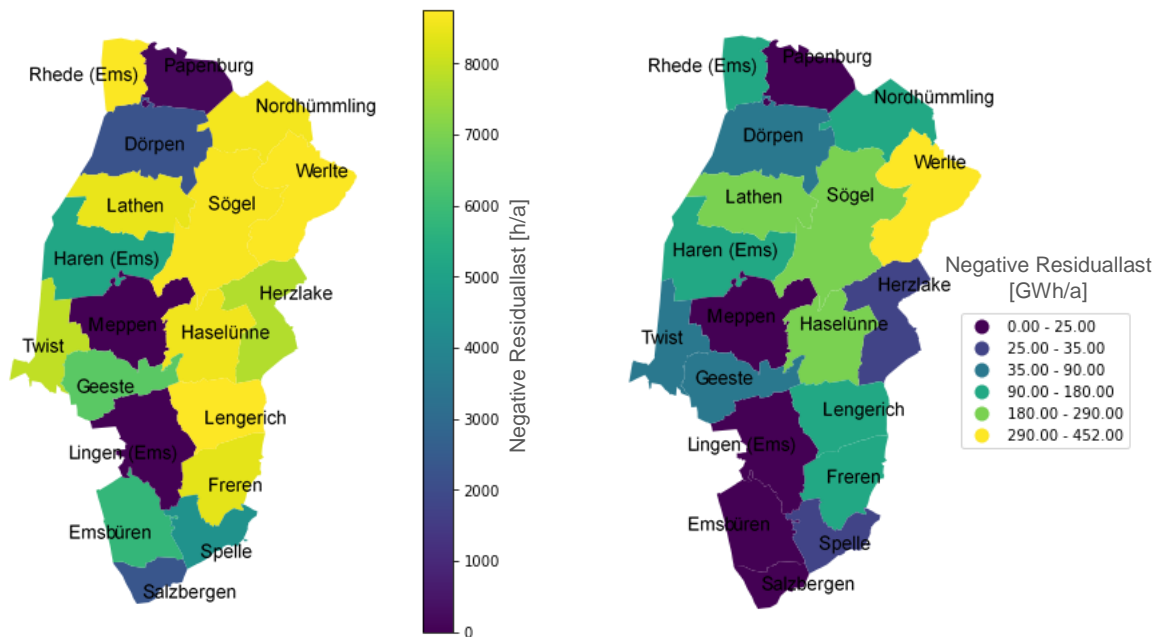 Rhede (Ems)
Papenburg
Nordhümmling
Dörpen
Werlte
Lathen
Sögel
Haren (Ems)
Herzlake
Meppen
Haselünne
Twist
Geeste
Lengerich
Lingen (Ems)
Freren
Emsbüren
Spelle
Salzbergen
8000
7000
6000
5000
4000
3000
2000
1000
0
Negative Residuallast [h/a]
Rhede (Ems)
Papenburg
Nordhümmling
Dörpen
Werlte
Lathen
Sögel
Haren (Ems)
Herzlake
Meppen
Haselünne
Twist
Geeste
Lengerich
Lingen (Ems)
Freren
Emsbüren
Spelle
Salzbergen
Negative Residuallast
[GWh/a]
0.00 - 25.00
25.00 - 35.00
35.00 - 90.00
90.00 - 180.00
180.00 - 290.00
290.00 - 452.00